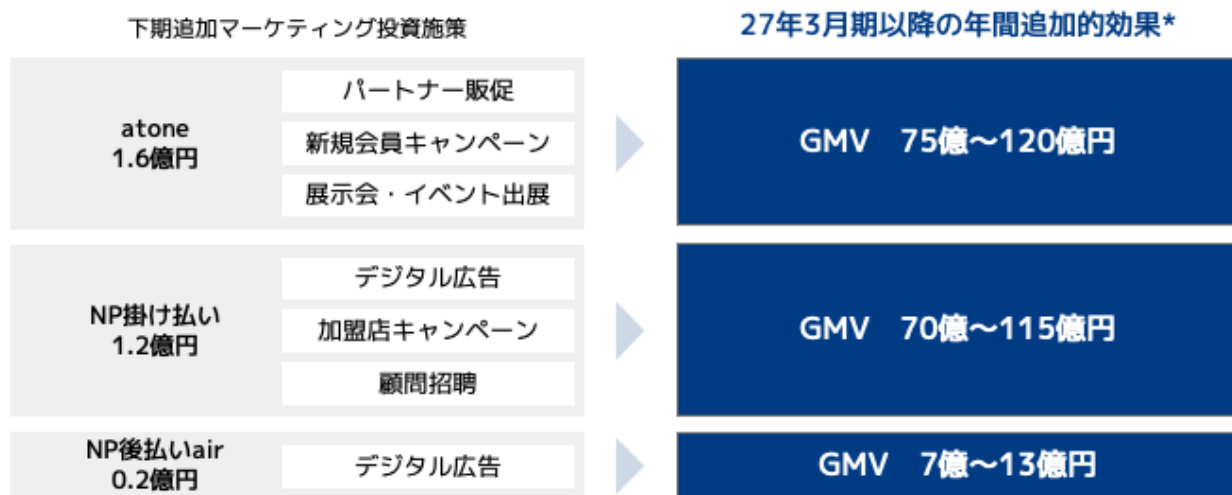 下期追加マーケティング投資施策
27年3月期以降の年間追加的効果*
atone
1.6億円
パートナー販促
新規会員キャンペーン
展示会・イベント出展
GMV 75億〜120億円
NP掛け払い
1.2億円
デジタル広告
加盟店キャンペーン
顧問招聘
GMV 70億〜115億円
NP後払いair
0.2億円
デジタル広告
GMV 7億〜13億円